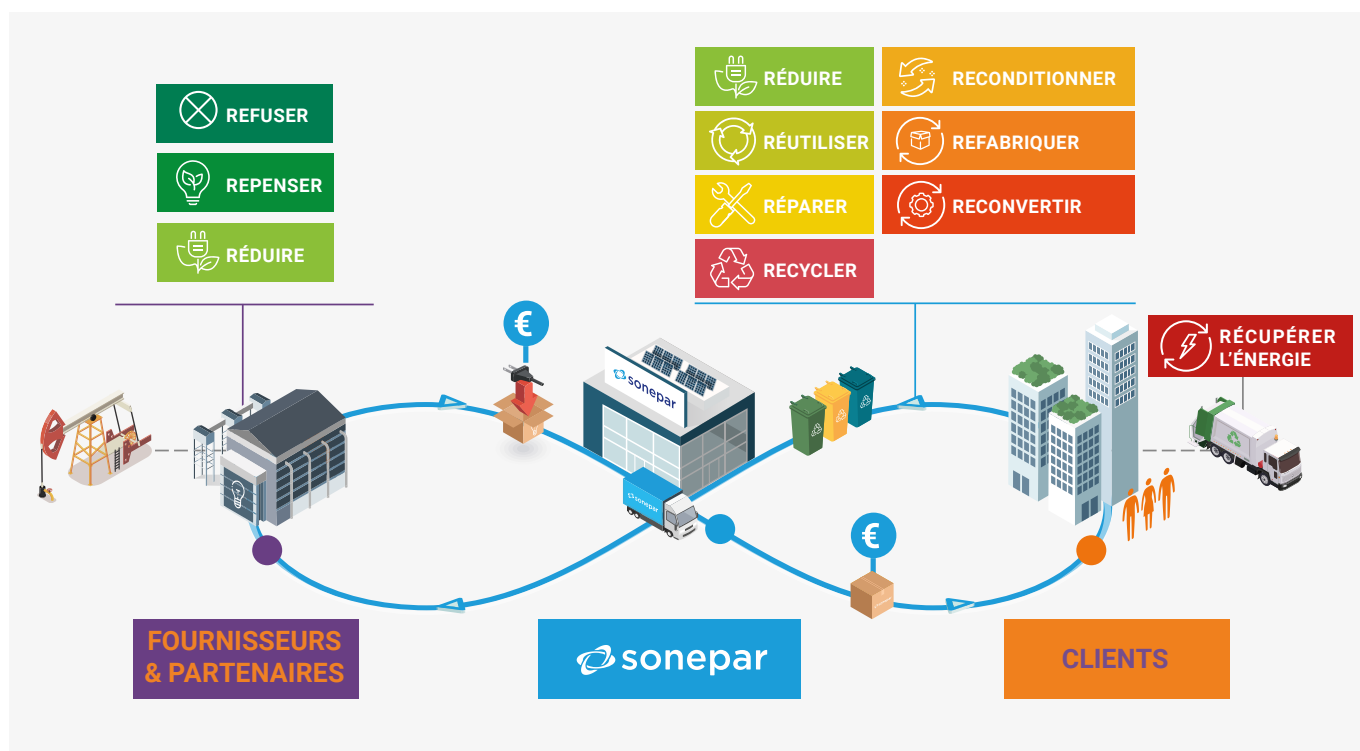 REFUSER
REPENSER
RÉDUIRE
RÉDUIRE
RECONDITIONNER
RÉUTILISER
REFABRIQUER
RÉPARER
RECONVERTIR
RECYCLER
€
RÉCUPÉRER
L'ÉNERGIE
sonepar
sonepar
€
FOURNISSEURS
& PARTENAIRES
sonepar
CLIENTS